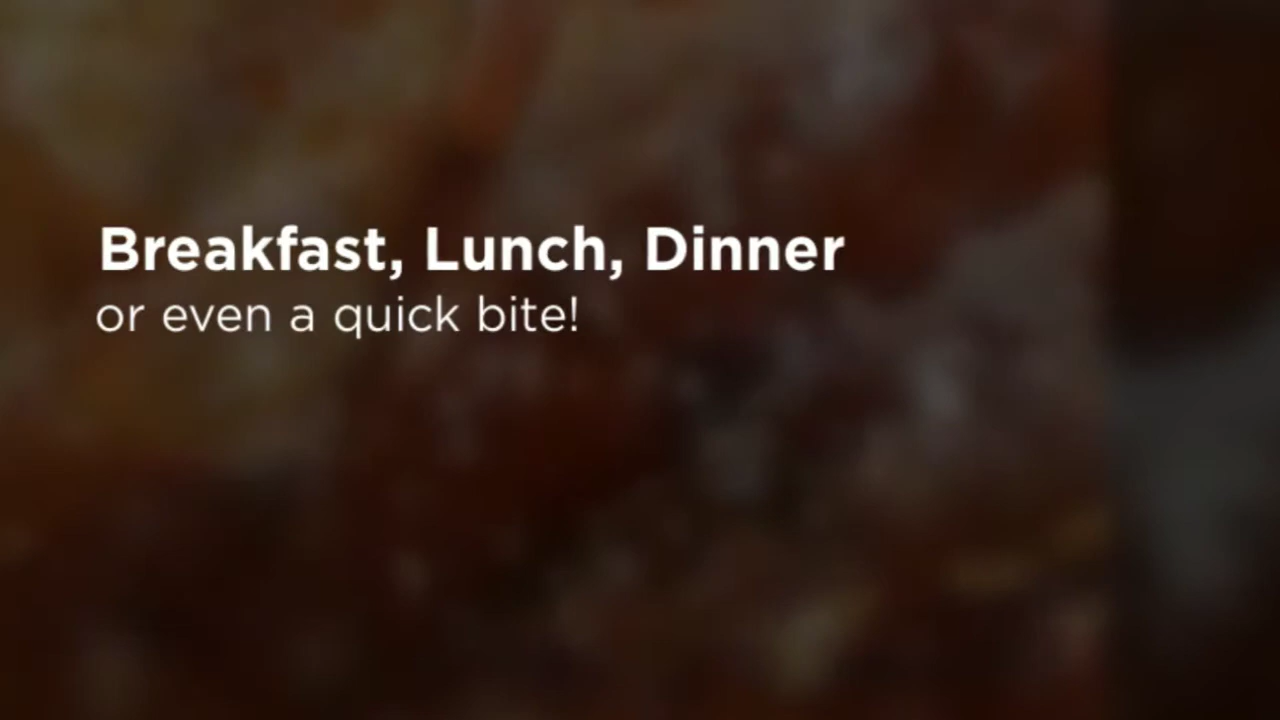 Breakfast, Lunch, Dinner
or even a quick bite!